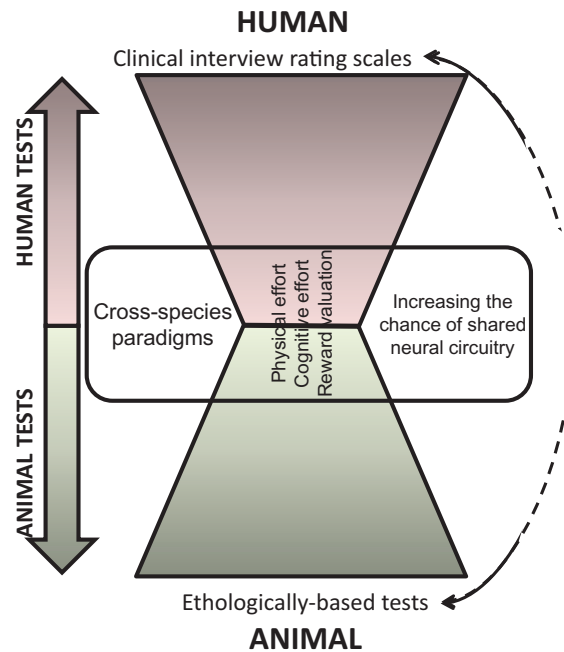 HUMAN
Clinical interview rating scales
HUMAN TESTS
Cross-species
paradigms
Physical effort
Cognitive effort
Reward valuation
Increasing the
chance of shared
neural circuitry
ANIMAL TESTS
Ethologically-based tests
ANIMAL